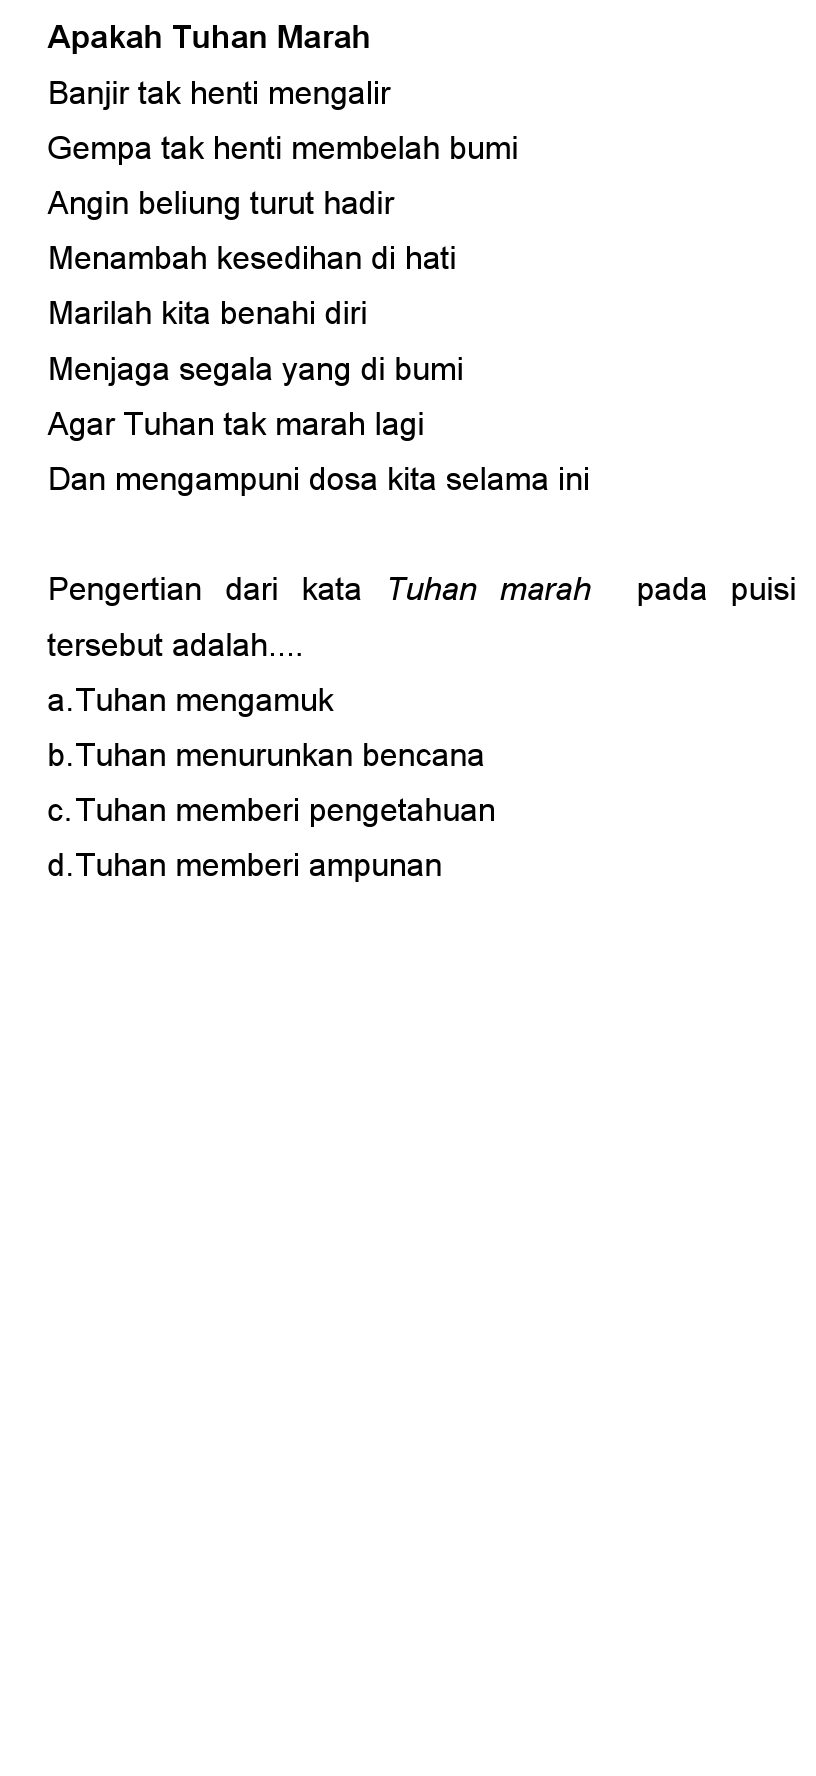 Apakah Tuhan Marah
Banjir tak henti mengalir
Gempa tak henti membelah bumi
Angin beliung turut hadir
Menambah kesedihan di hati
Marilah kita benahi diri
Menjaga segala yang di bumi
Agar Tuhan tak marah lagi
Dan mengampuni dosa kita selama ini
Pengertian dari kata Tuhan marah pada puisi
tersebut adalah....
a.Tuhan mengamuk
b.Tuhan menurunkan bencana
c.Tuhan memberi pengetahuan
d.Tuhan memberi ampunan